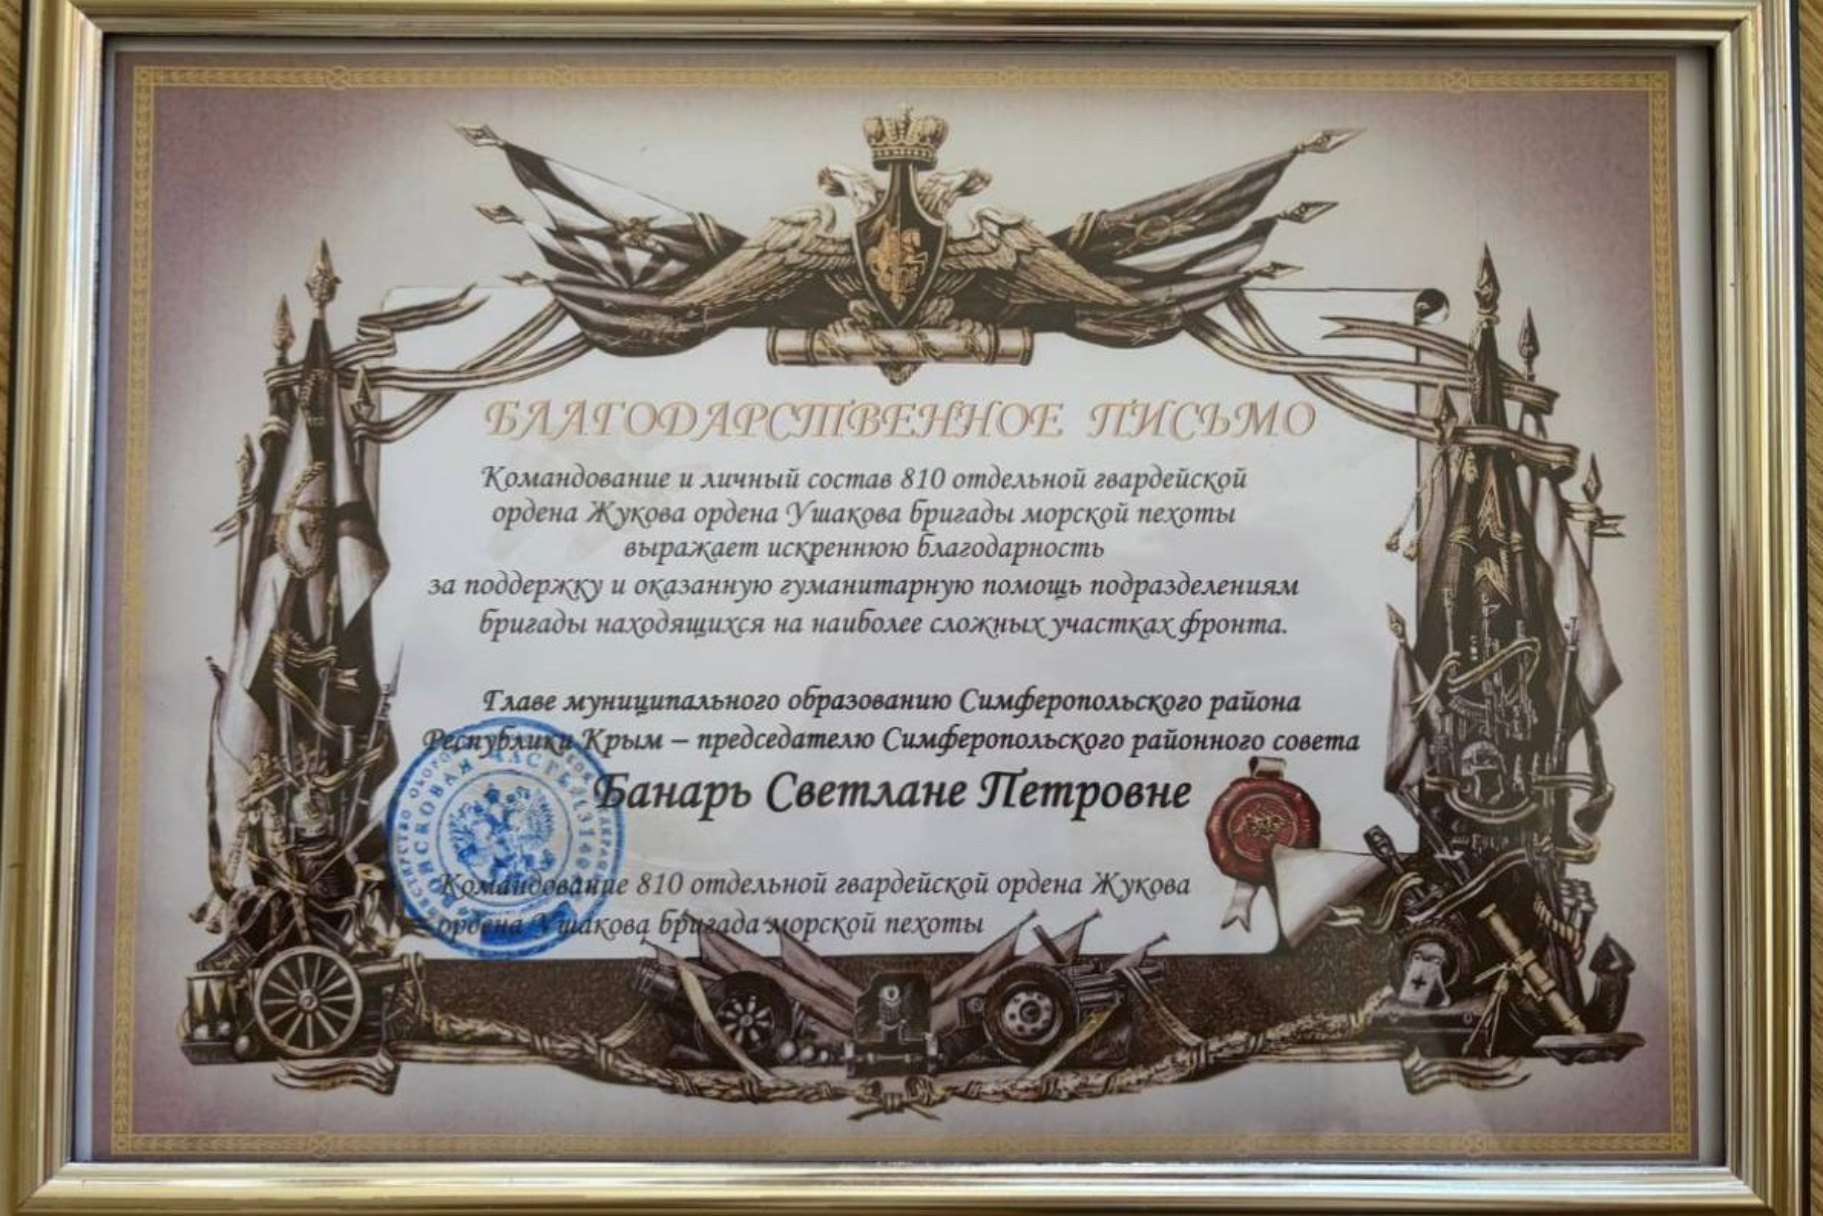 БЛАГОДАРСТВЕННОЕ ПИСЬМО
Командование и личный состав 810 отдельной гвардейской
ордена Жукова ордена Ушакова бригады морской пехоты
выражает искреннюю благодарность
за поддержку и оказанную гуманитарную помощь подразделениям
бригады находящихся на наиболее сложных участках фронта.
Главе муниципального образованию Симферопольского района
Республики Крым – председателю Симферопольского районного совета
Банарь Светлане Петровне
ВОЙСКОВАЯ ЧАСТЬ
Командование 810 отдельной гвардейской ордена Жукова
ордена Ушакова бригада морской пехоты